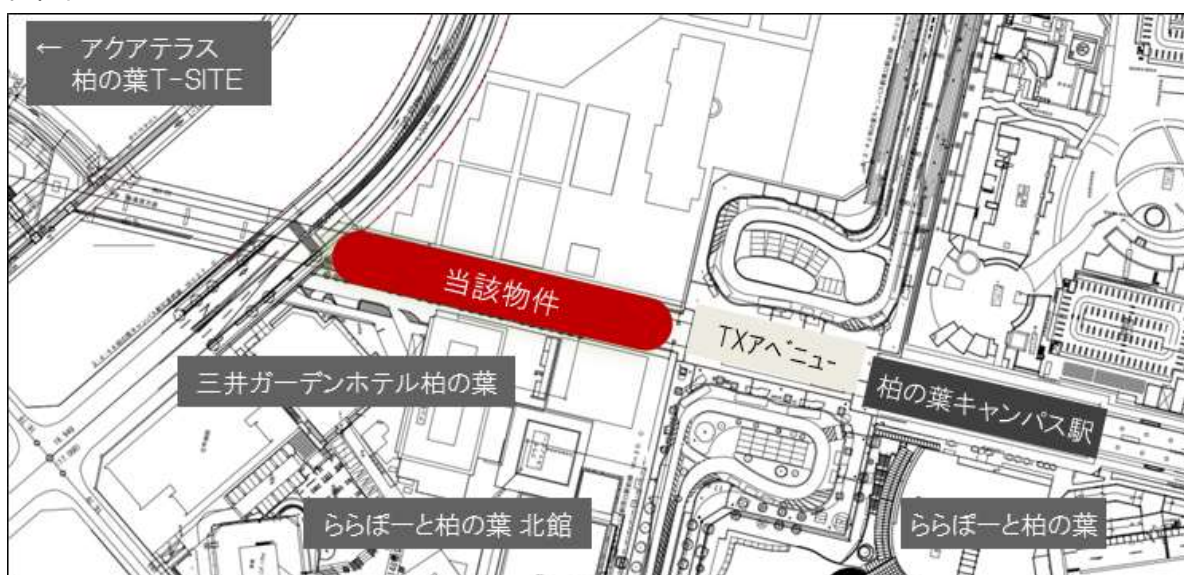 ← アクアテラス
柏の葉T-SITE
当該物件
TXアベニュー
柏の葉キャンパス駅
三井ガーデンホテル柏の葉
ららぽーと柏の葉 北館
ららぽーと柏の葉